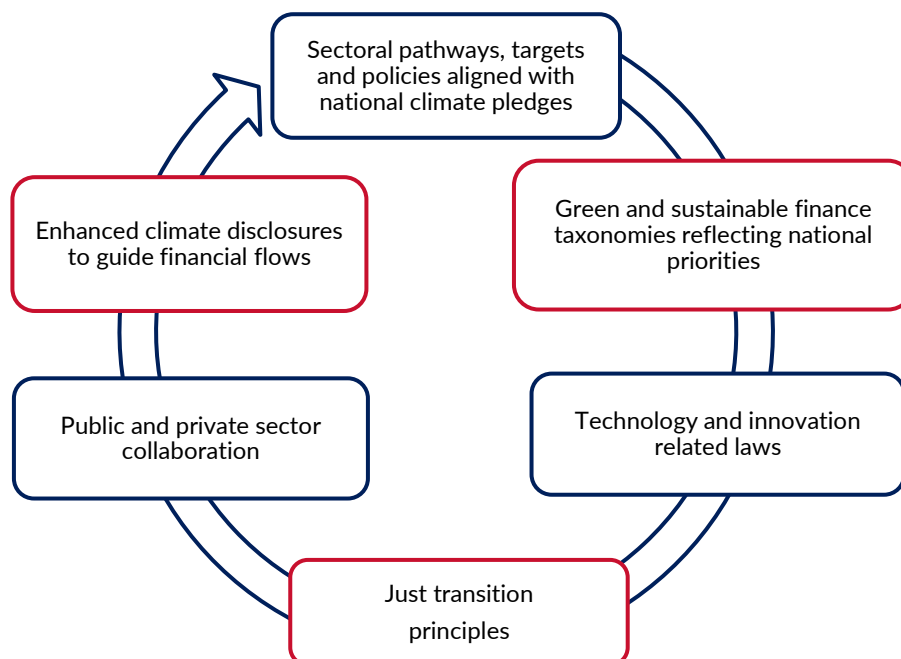 Sectoral pathways, targets
and policies aligned with
national climate pledges
Green and sustainable finance
taxonomies reflecting national
priorities
Technology and innovation
related laws
Just transition
principles
Public and private sector
collaboration
Enhanced climate disclosures
to guide financial flows